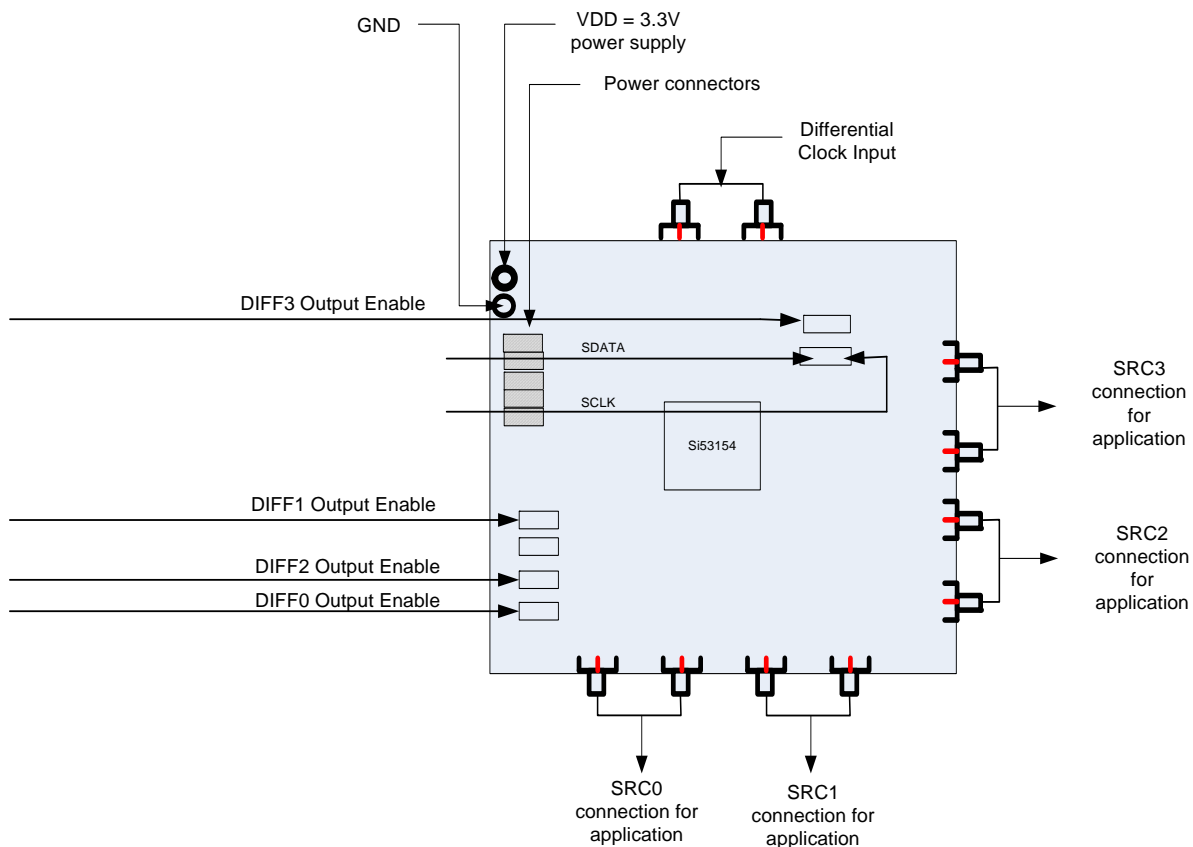 GND
VDD = 3.3V
power supply
Power connectors
Differential
Clock Input
DIFF3 Output Enable
SDATA
SCLK
Si53154
SRC3
connection
for
application
DIFF1 Output Enable
SRC2
connection
for
application
DIFF2 Output Enable
DIFF0 Output Enable
SRC0
connection for
application
SRC1
connection for
application